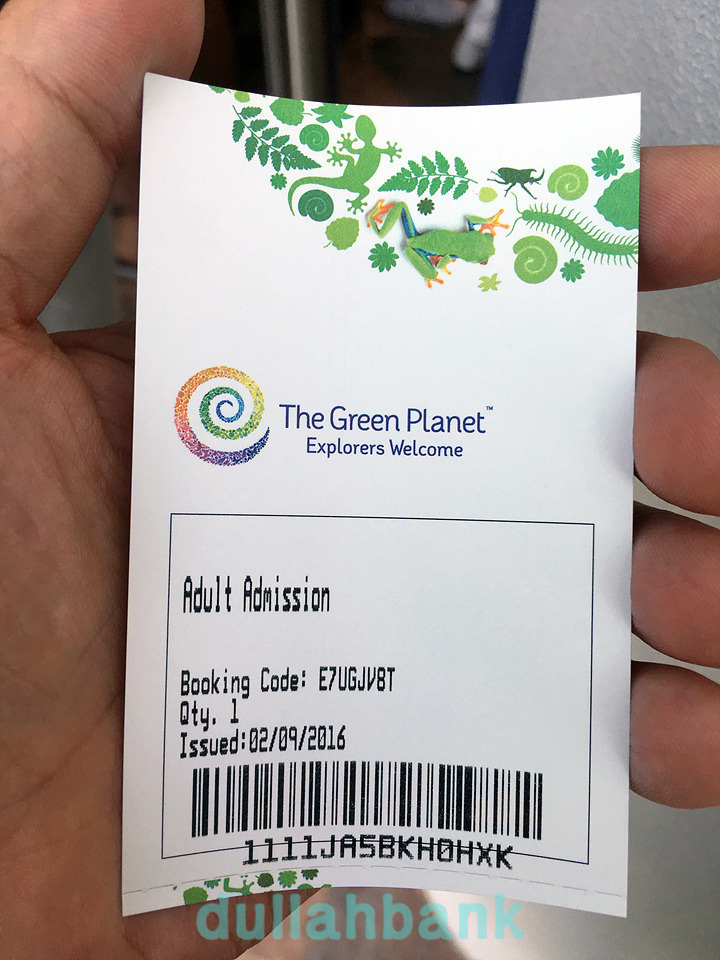 The Green Planet™
Explorers Welcome
Adult Admission
Booking Code: E7UGJV8T
Qty. 1
Issued:02/09/2016
1111JA5BKH0HXK
dullahbank